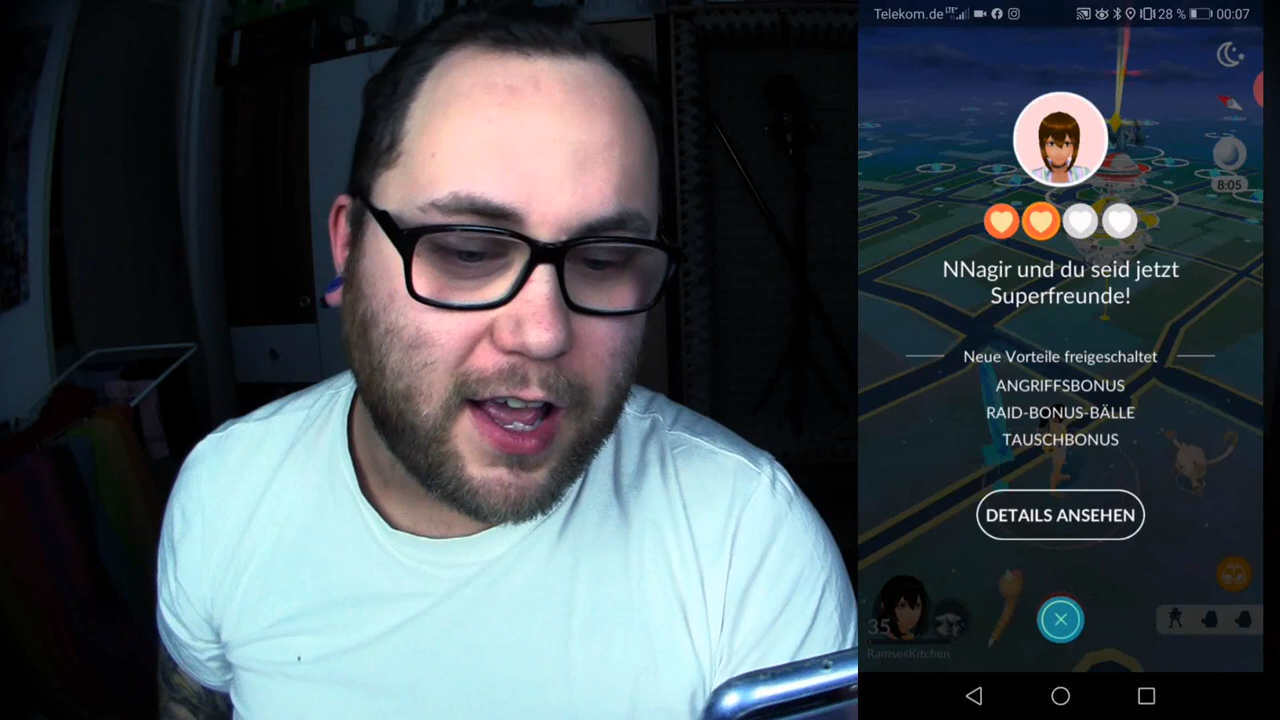 Telekom.de LTE+ 28 % 00:07
8:05
NNagir und du seid jetzt
Superfreunde!
Neue Vorteile freigeschaltet
ANGRIFFSBONUS
RAID-BONUS-BÄLLE
TAUSCHBONUS
DETAILS ANSEHEN
35
RamsesKitchen